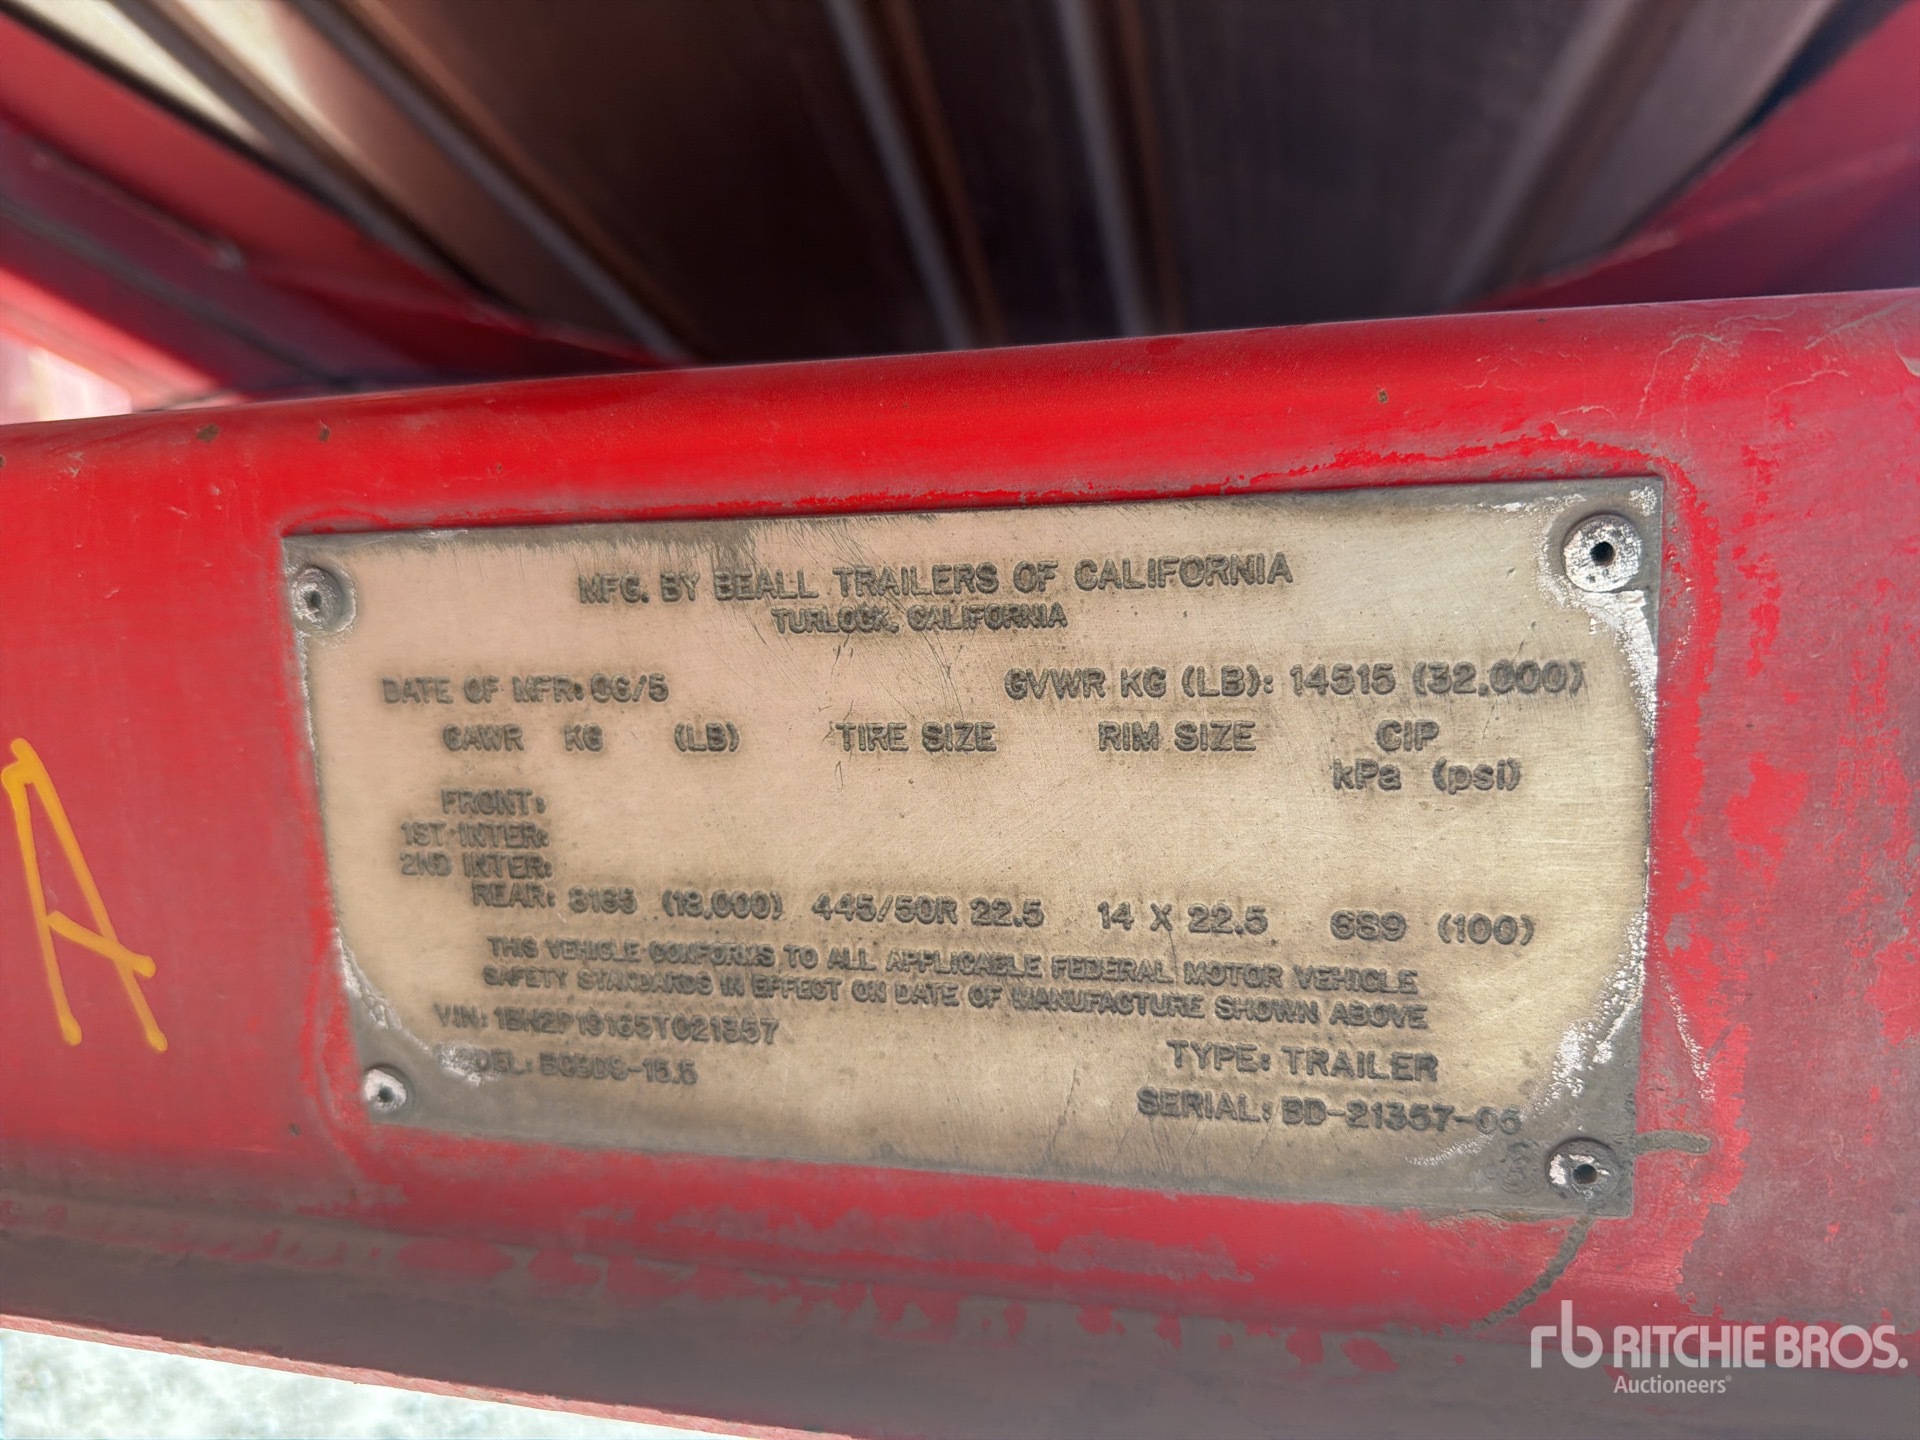 MFG. BY BEALL TRAILERS OF CALIFORNIA
TURLOCK, CALIFORNIA
DATE OF MFR: 06/5 GVWR KG (LB): 14515 (32,000)
GAWR KG (LB) TIRE SIZE RIM SIZE CIP
kPa (psi)
FRONT:
1ST INTER:
2ND INTER:
REAR: 8165 (18,000) 445/50R 22.5 14 X 22.5 689 (100)
THIS VEHICLE CONFORMS TO ALL APPLICABLE FEDERAL MOTOR VEHICLE
SAFETY STANDARDS IN EFFECT ON DATE OF MANUFACTURE SHOWN ABOVE
VIN: 1BN2P19165T021357
TYPE: TRAILER
SERIAL: BD-21357-05
A
rb RITCHIE BROS.
Auctioneers